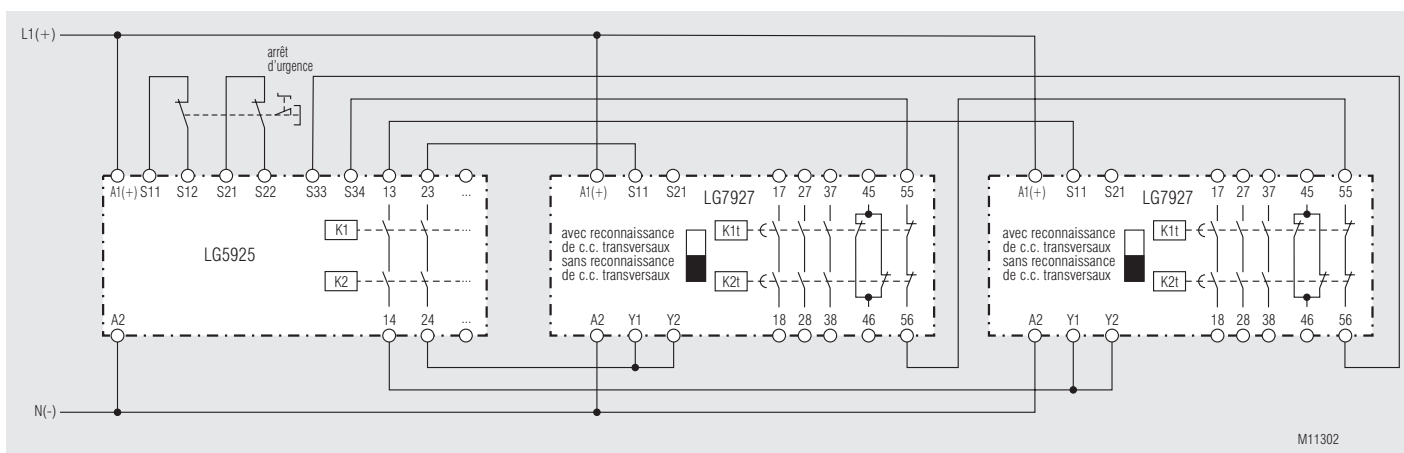 L1(+)
arrêt
d'urgence
A1(+) S11 S12 S21 S22 S33 S34 13 23 ...
K1 ...
LG5925
K2 ...
A2 14 24 ...
A1(+) S11 S21 17 27 37 45 55
LG7927
avec reconnaissance
de c.c. transversaux
sans reconnaissance
de c.c. transversaux
K1t
K2t
A2 Y1 Y2 18 28 38 46 56
A1(+) S11 S21 17 27 37 45 55
LG7927
avec reconnaissance
de c.c. transversaux
sans reconnaissance
de c.c. transversaux
K1t
K2t
A2 Y1 Y2 18 28 38 46 56
N(-)
M11302